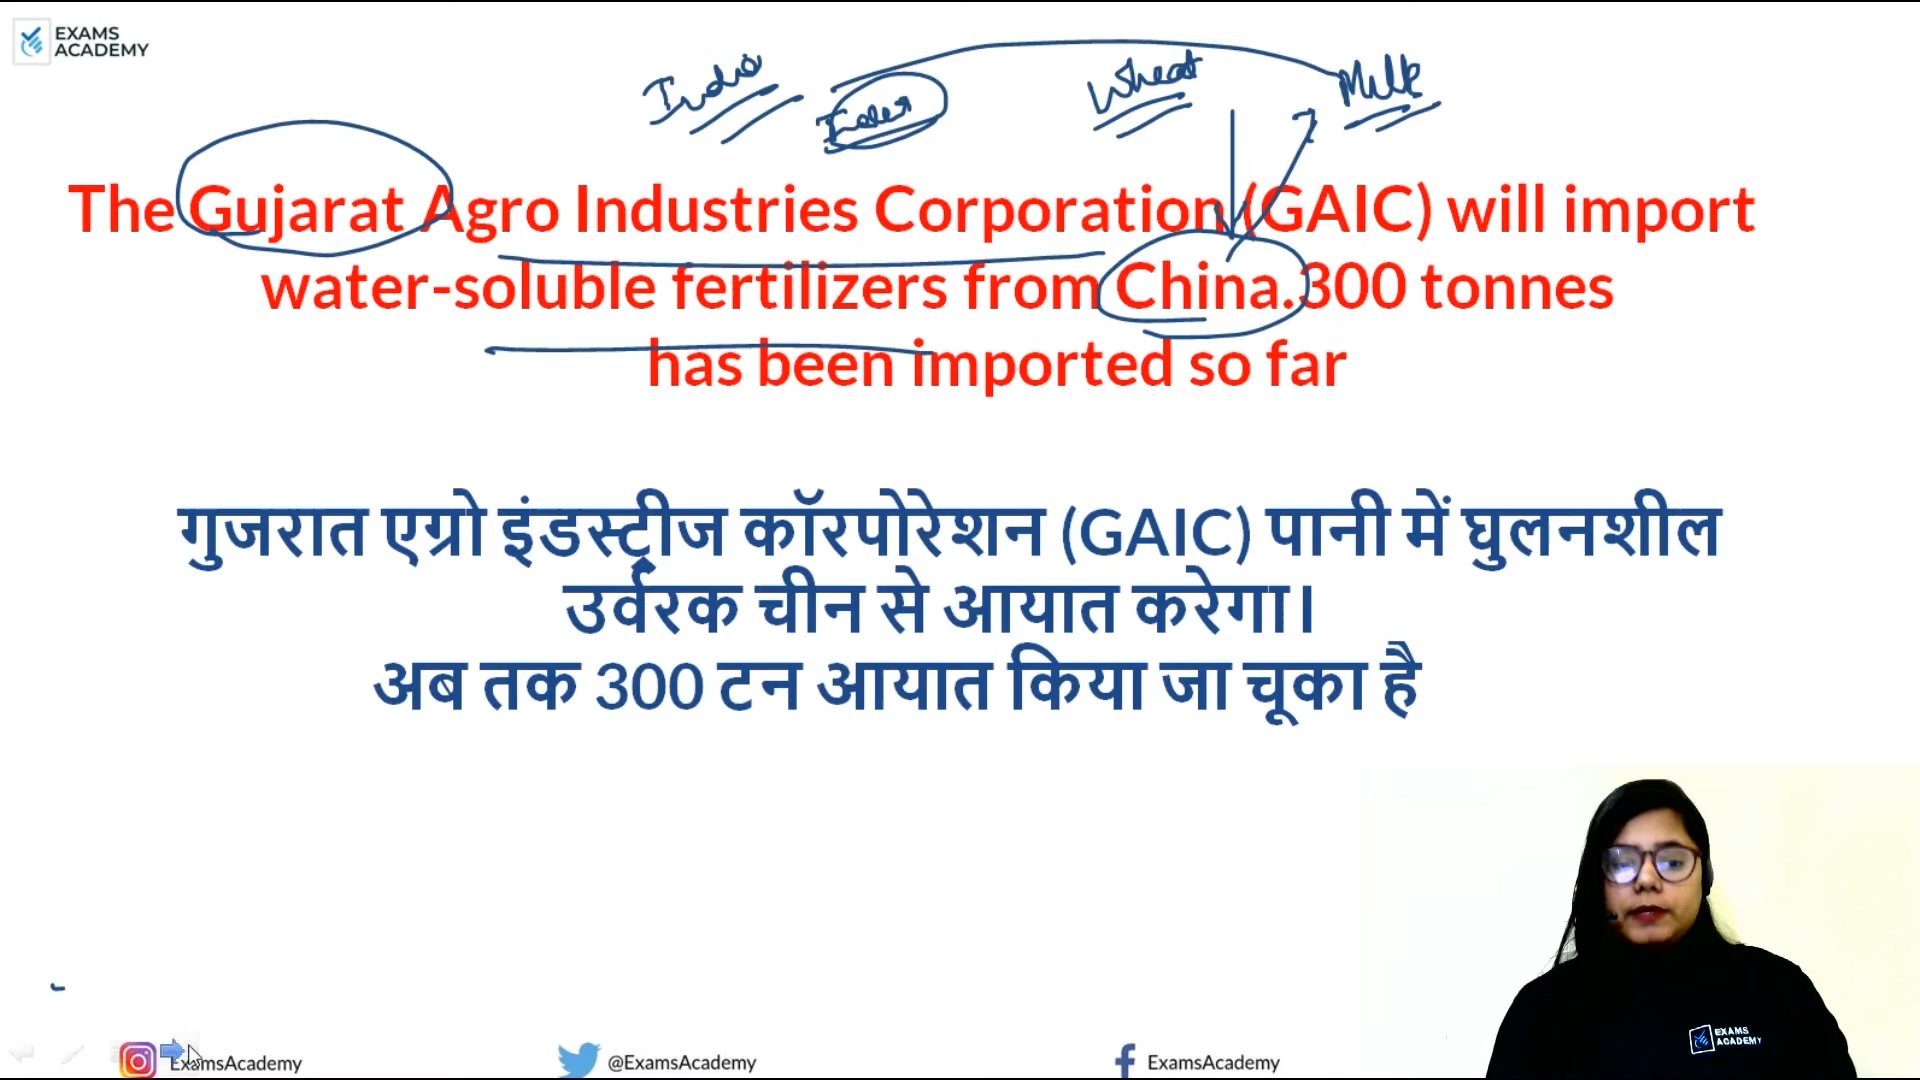 EXAMS
ACADEMY
India
Wheat
Milk
The Gujarat Agro Industries Corporation (GAIC) will import
water-soluble fertilizers from China.300 tonnes
has been imported so far
गुजरात एग्रो इंडस्ट्रीज कॉरपोरेशन (GAIC) पानी में घुलनशील
उर्वरक चीन से आयात करेगा।
अब तक 300 टन आयात किया जा चूका है
EXAMS
ACADEMY
ExamsAcademy
@ExamsAcademy
ExamsAcademy